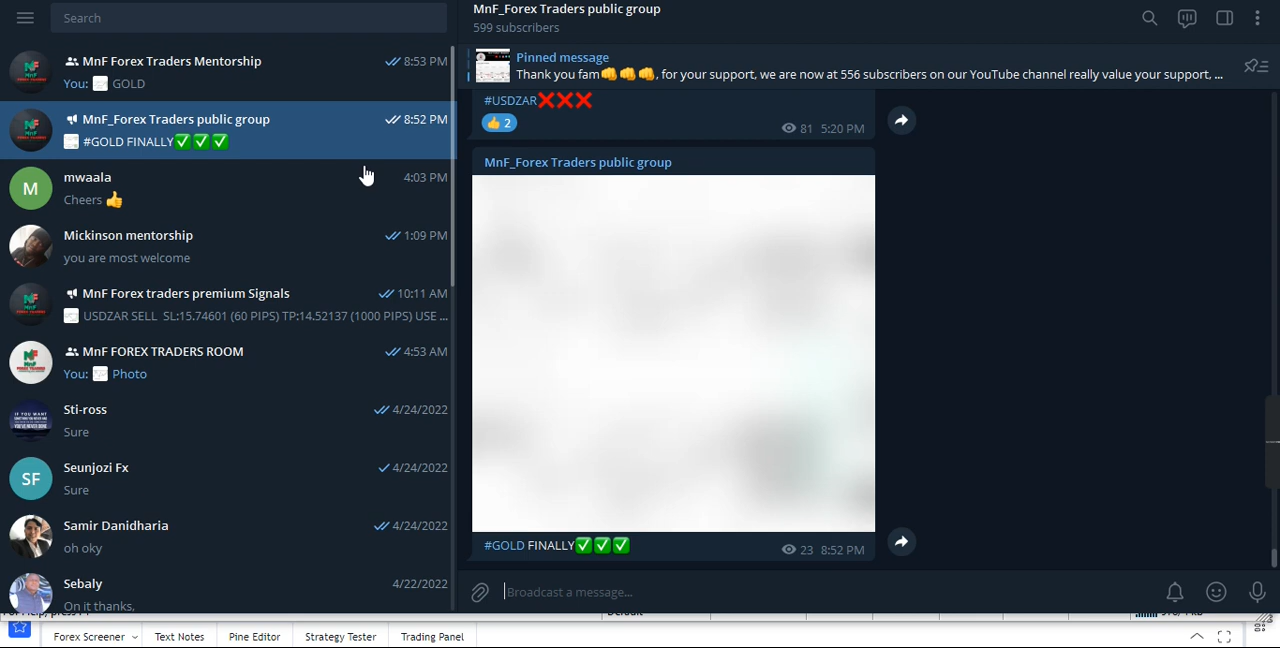 Search
MnF Forex Traders Mentorship
8:53 PM
You: GOLD
MnF_Forex Traders public group
8:52 PM
#GOLD FINALLY✅✅✅
M
mwaala
4:03 PM
Cheers 👍
Mickinson mentorship
1:09 PM
you are most welcome
MnF Forex traders premium Signals
10:11 AM
USDZAR SELL SL:15.74601 (60 PIPS) TP:14.52137 (1000 PIPS) USE ...
MnF FOREX TRADERS ROOM
4:53 AM
You: Photo
Sti-ross
4/24/2022
Sure
SF
Seunjozi Fx
4/24/2022
Sure
Samir Danidharia
4/24/2022
oh oky
Sebaly
4/22/2022
On it thanks,
MnF_Forex Traders public group
599 subscribers
Pinned message
Thank you fam👊👊👊, for your support, we are now at 556 subscribers on our YouTube channel really value your support, ...
#USDZAR❌❌❌
👍 2
81 5:20 PM
MnF_Forex Traders public group
#GOLD FINALLY✅✅✅
23 8:52 PM
Broadcast a message...
Forex Screener
Text Notes
Pine Editor
Strategy Tester
Trading Panel